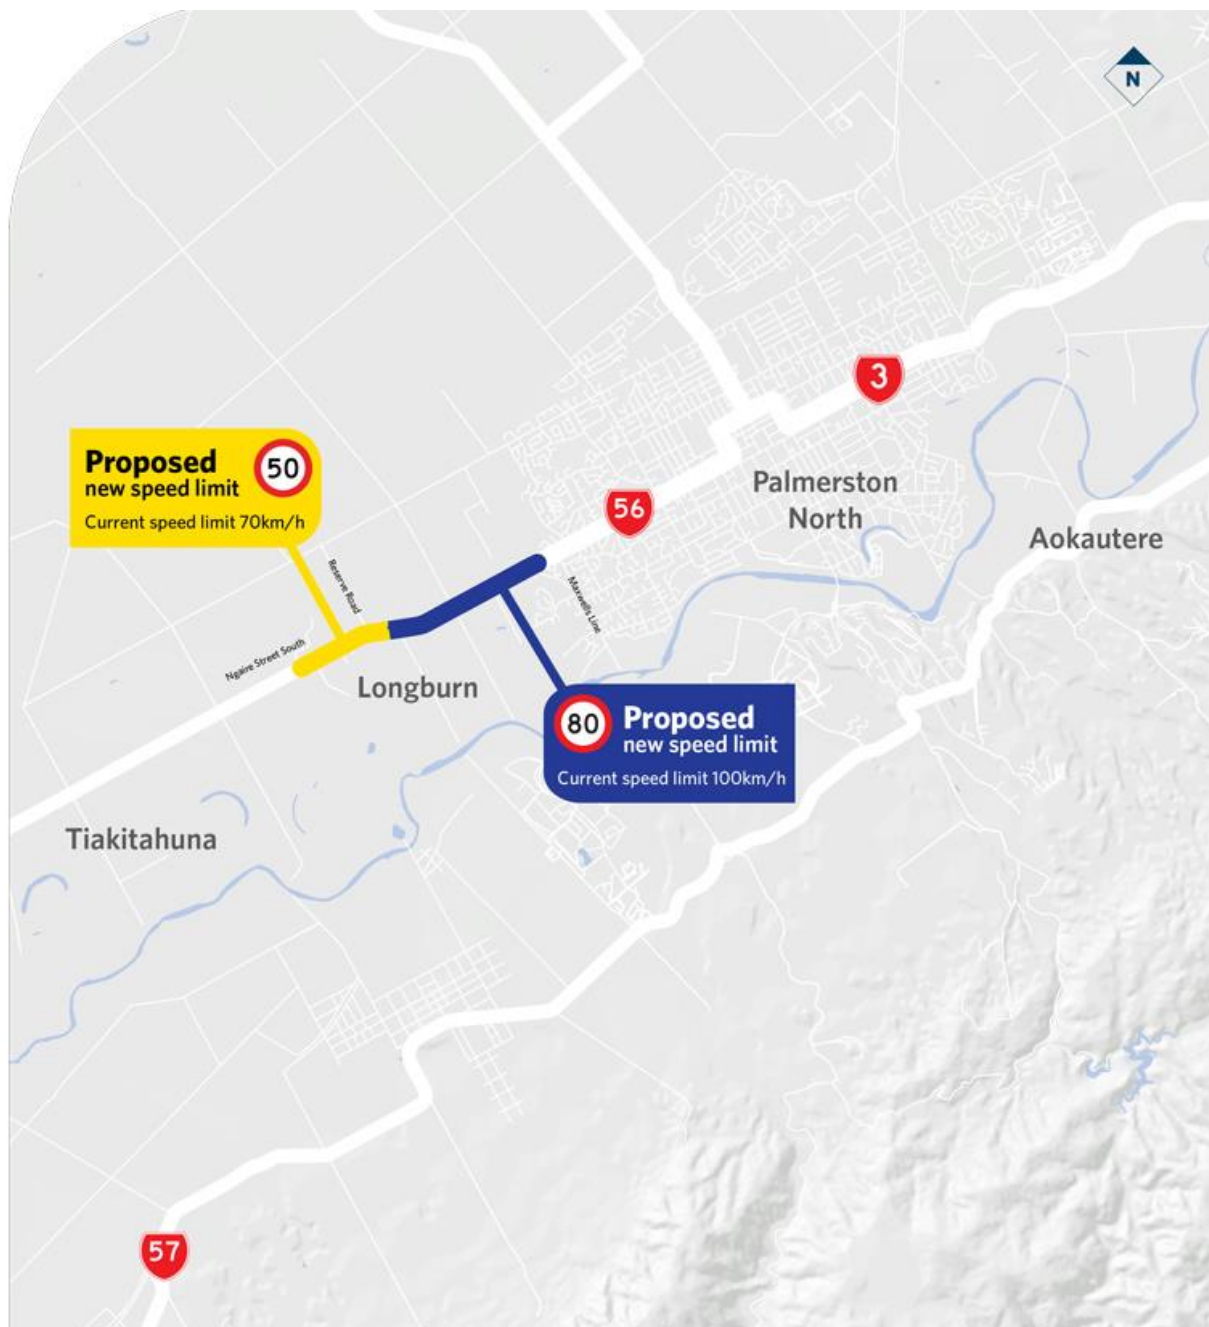 N
3
Proposed
new speed limit
50
Current speed limit 70km/h
56
Palmerston
North
Aokautere
Reserve Road
Maxwells Line
Ngaire Street South
Longburn
80
Proposed
new speed limit
Current speed limit 100km/h
Tiakitahuna
57